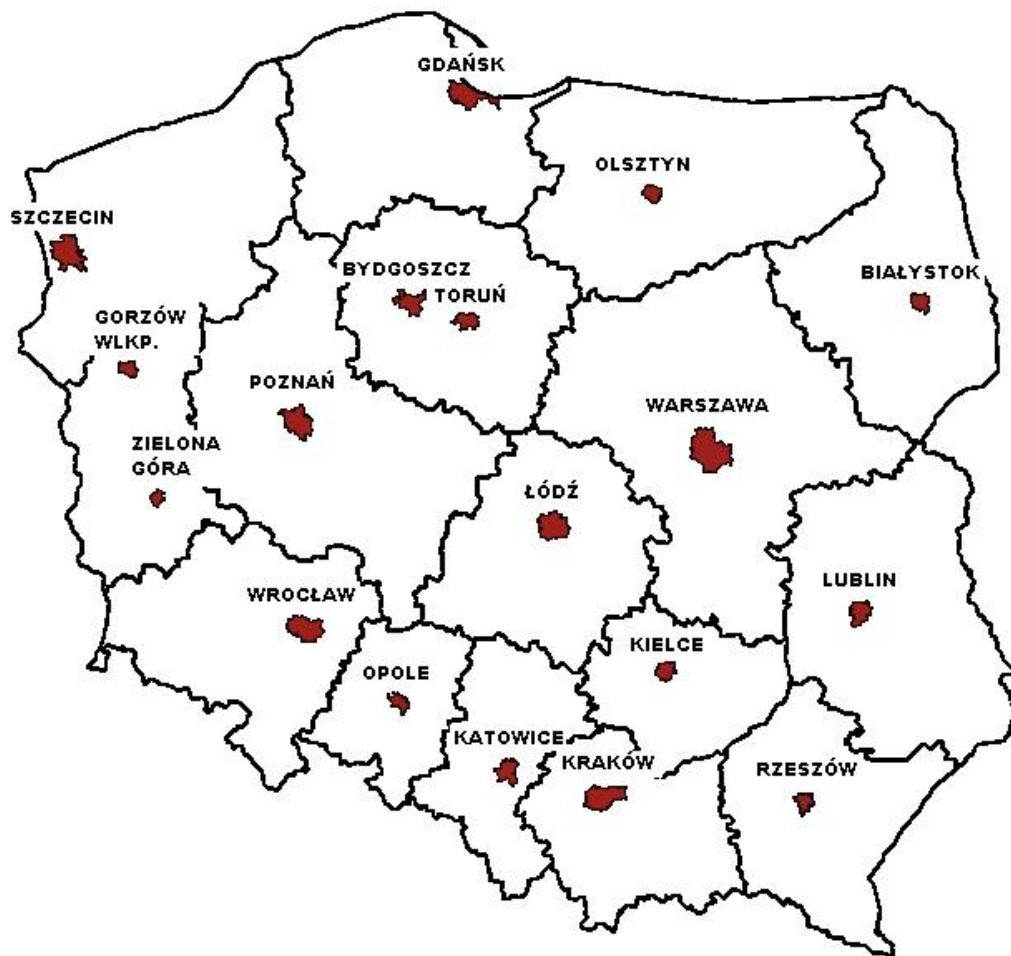 GDAŃSK
OLSZTYN
SZCZECIN
BYDGOSZCZ
BIAŁYSTOK
TORUŃ
GORZÓW
WLKP.
POZNAŃ
WARSZAWA
ZIELONA
GÓRA
ŁÓDŹ
LUBLIN
WROCŁAW
KIELCE
OPOLE
KATOWICE
KRAKÓW
RZESZÓW